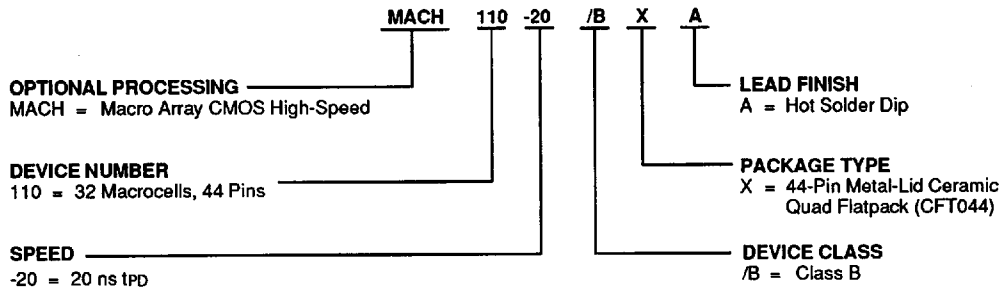 MACH 110 -20 /B X A
OPTIONAL PROCESSING
MACH = Macro Array CMOS High-Speed
DEVICE NUMBER
110 = 32 Macrocells, 44 Pins
SPEED
-20 = 20 ns tPD
LEAD FINISH
A = Hot Solder Dip
PACKAGE TYPE
X = 44-Pin Metal-Lid Ceramic
Quad Flatpack (CFT044)
DEVICE CLASS
/B = Class B